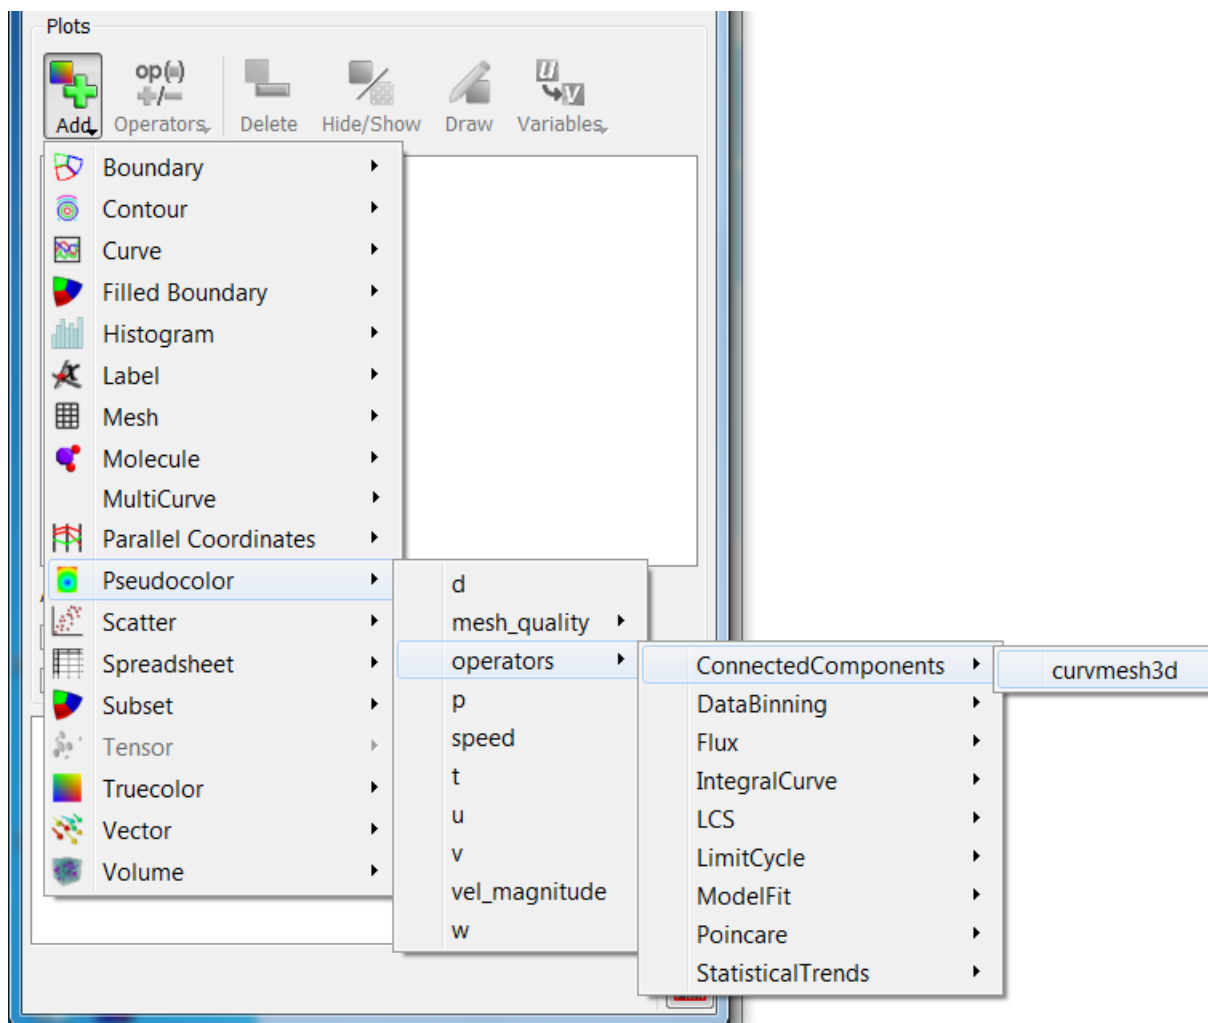 Plots
op(=)
+/-
u
v
Add Operators Delete Hide/Show Draw Variables
Boundary
Contour
Curve
Filled Boundary
Histogram
Label
Mesh
Molecule
MultiCurve
Parallel Coordinates
Pseudocolor
Scatter
Spreadsheet
Subset
Tensor
Truecolor
Vector
Volume
d
mesh_quality
operators
p
speed
t
u
v
vel_magnitude
w
ConnectedComponents
DataBinning
Flux
IntegralCurve
LCS
LimitCycle
ModelFit
Poincare
StatisticalTrends
curvmesh3d